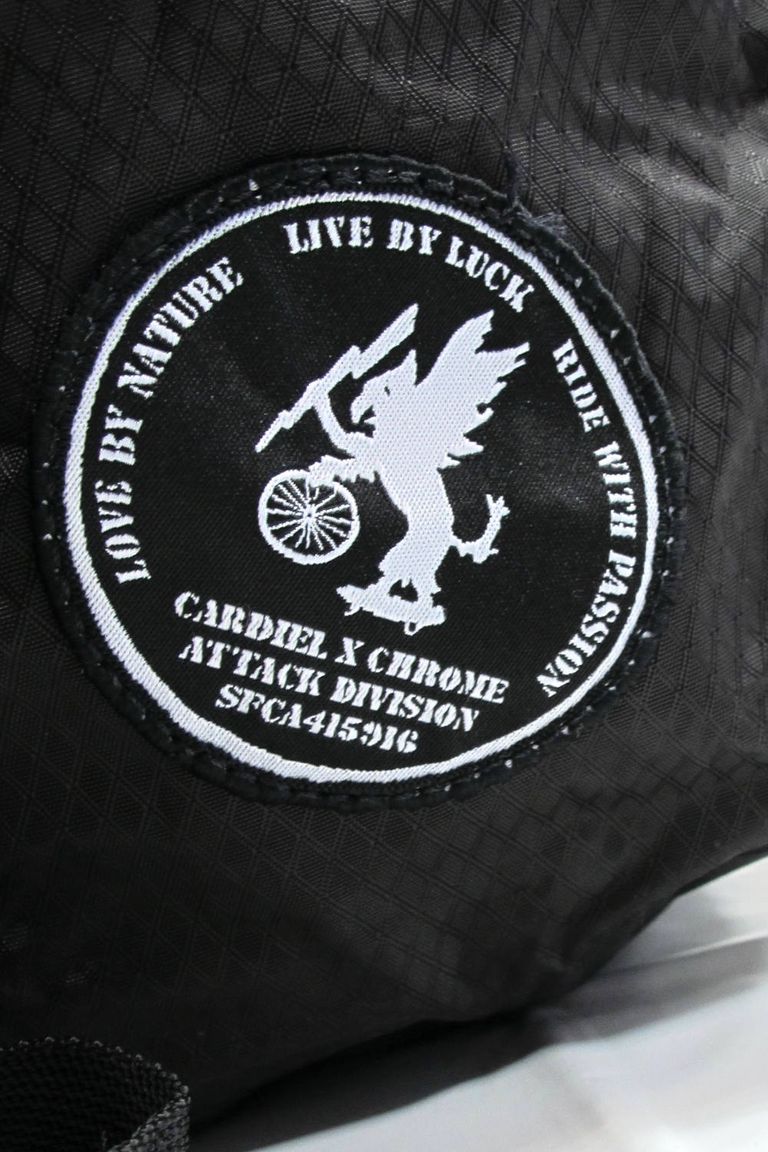 LOVE BY NATURE
LIVE BY LUCK
RIDE WITH PASSION
CARDIEL X CHROME
ATTACK DIVISION
SFCA415916